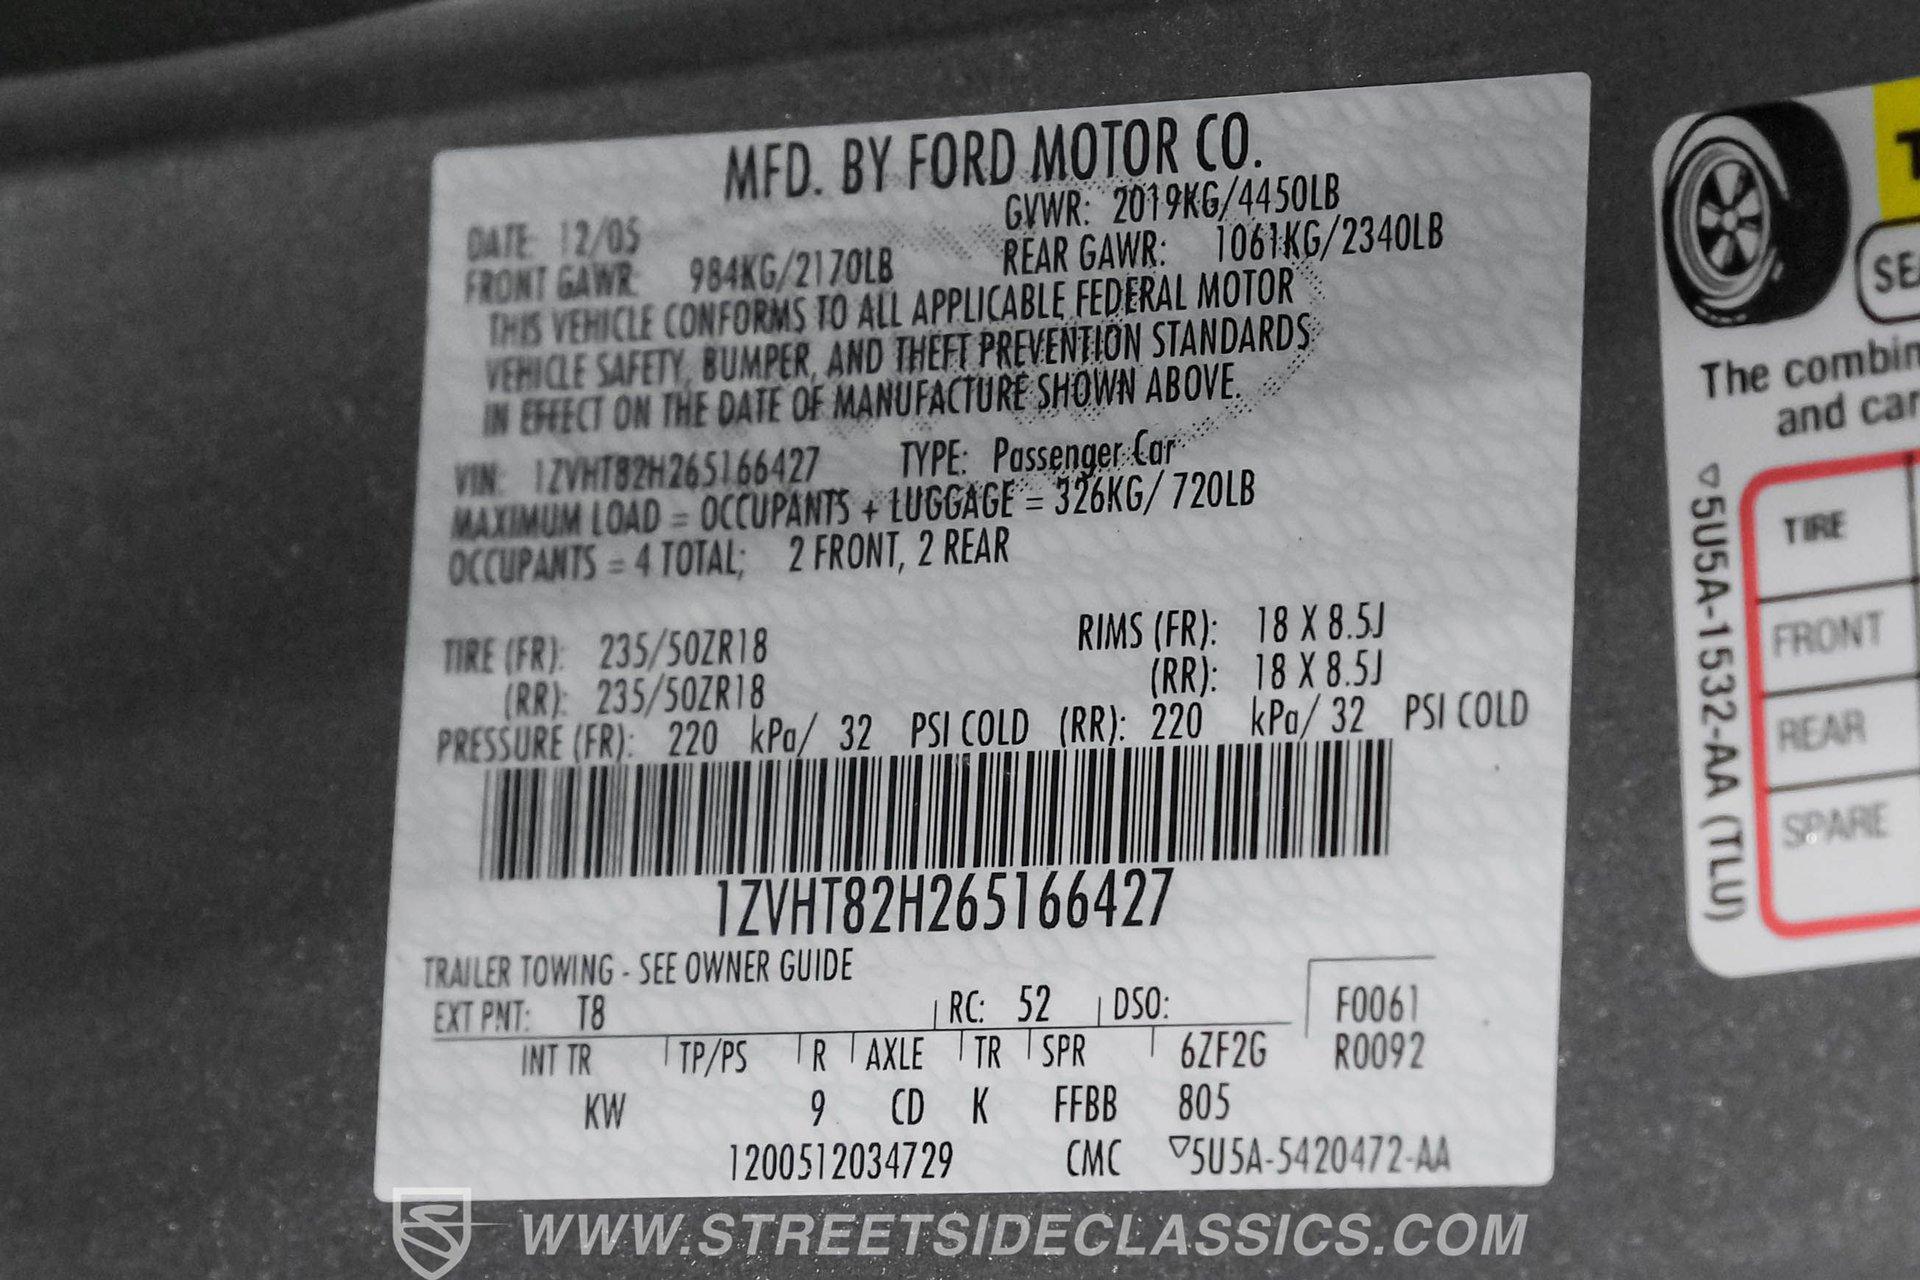 MFD. BY FORD MOTOR CO.
DATE: 12/05 GVWR: 2019KG/4450LB
FRONT GAWR: 984KG/2170LB REAR GAWR: 1061KG/2340LB
THIS VEHICLE CONFORMS TO ALL APPLICABLE FEDERAL MOTOR
VEHICLE SAFETY, BUMPER, AND THEFT PREVENTION STANDARDS
IN EFFECT ON THE DATE OF MANUFACTURE SHOWN ABOVE.
VIN: 1ZVHT82H265166427 TYPE: Passenger Car
MAXIMUM LOAD = OCCUPANTS + LUGGAGE = 326KG/ 720LB
OCCUPANTS = 4 TOTAL; 2 FRONT, 2 REAR
TIRE (FR): 235/50ZR18 RIMS (FR): 18 X 8.5J
(RR): 235/50ZR18 (RR): 18 X 8.5J
PRESSURE (FR): 220 kPa/ 32 PSI COLD (RR): 220 kPa/ 32 PSI COLD
1ZVHT82H265166427
TRAILER TOWING - SEE OWNER GUIDE
EXT PNT: T8 RC: 52 DSO: F0061
INT TR TP/PS R AXLE TR SPR 6ZF2G R0092
KW 9 CD K FFBB 805
1200512034729 CMC ▽5U5A-5420472-AA
T
SE
The combin
and car
▽5U5A-1532-AA (TLU)
TIRE
FRONT
REAR
SPARE
WWW.STREETSIDECLASSICS.COM